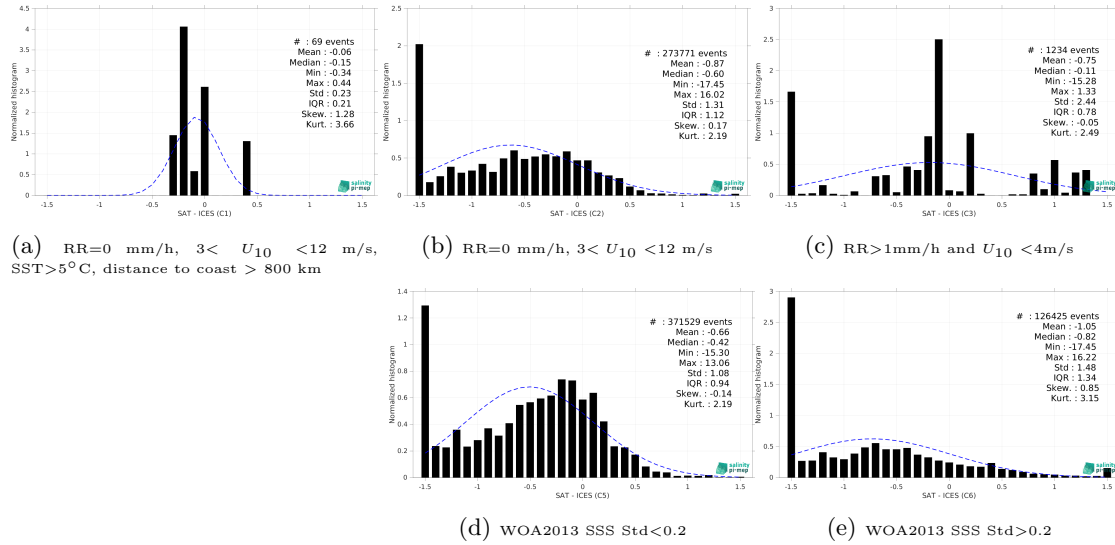 4.5
4
3.5
3
2.5
2
1.5
1
0.5
0
Normalized histogram
# : 69 events
Mean : -0.06
Median : -0.15
Min : -0.34
Max : 0.44
Std : 0.23
IQR : 0.21
Skew. : 1.28
Kurt. : 3.66
salinity
pi-mep
-1.5 -1 -0.5 0 0.5 1 1.5
SAT - ICES (C1)
(a) RR=0 mm/h, 3< U10 <12 m/s,
SST>5°C, distance to coast > 800 km
2.5
2
1.5
1
0.5
0
Normalized histogram
# : 273771 events
Mean : -0.87
Median : -0.60
Min : -17.45
Max : 16.02
Std : 1.31
IQR : 1.12
Skew. : 0.17
Kurt. : 2.19
salinity
pi-mep
-1.5 -1 -0.5 0 0.5 1 1.5
SAT - ICES (C2)
(b) RR=0 mm/h, 3< U10 <12 m/s
3
2.5
2
1.5
1
0.5
0
Normalized histogram
# : 1234 events
Mean : -0.75
Median : -0.11
Min : -15.28
Max : 1.33
Std : 2.44
IQR : 0.78
Skew. : -0.05
Kurt. : 2.49
salinity
pi-mep
-1.5 -1 -0.5 0 0.5 1 1.5
SAT - ICES (C3)
(c) RR>1mm/h and U10 <4m/s
1.4
1.2
1
0.8
0.6
0.4
0.2
0
Normalized histogram
# : 371529 events
Mean : -0.66
Median : -0.42
Min : -15.30
Max : 13.06
Std : 1.08
IQR : 0.94
Skew. : -0.14
Kurt. : 2.19
salinity
pi-mep
-1.5 -1 -0.5 0 0.5 1 1.5
SAT - ICES (C5)
(d) WOA2013 SSS Std<0.2
3
2.5
2
1.5
1
0.5
0
Normalized histogram
# : 126425 events
Mean : -1.05
Median : -0.82
Min : -17.45
Max : 16.22
Std : 1.48
IQR : 1.34
Skew. : 0.85
Kurt. : 3.15
salinity
pi-mep
-1.5 -1 -0.5 0 0.5 1 1.5
SAT - ICES (C6)
(e) WOA2013 SSS Std>0.2